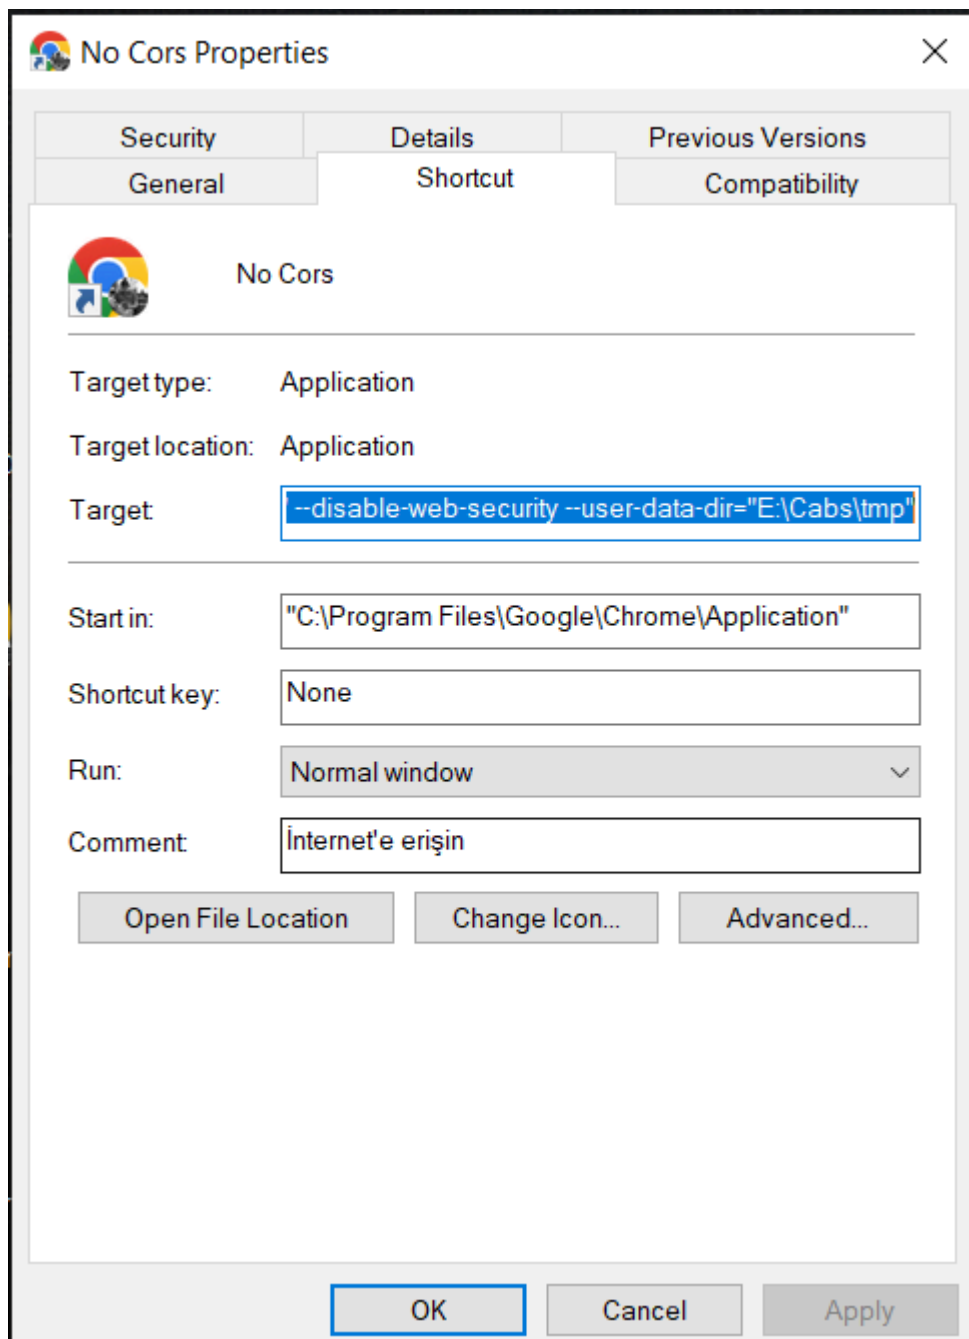 No Cors Properties
Security Details Previous Versions
General Shortcut Compatibility
No Cors
Target type: Application
Target location: Application
Target: --disable-web-security --user-data-dir="E:\Cabs\tmp"
Start in: "C:\Program Files\Google\Chrome\Application"
Shortcut key: None
Run: Normal window
Comment: İnternet'e erişin
Open File Location Change Icon... Advanced...
OK Cancel Apply